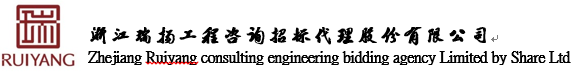 浙江瑞扬工程咨询招标代理股份有限公司
RUIYANG
Zhejiang Ruiyang consulting engineering bidding agency Limited by Share Ltd